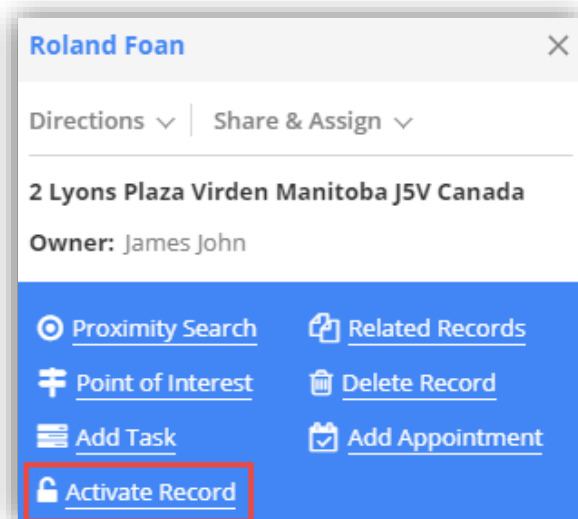 Roland Foan
Directions Share & Assign
2 Lyons Plaza Virden Manitoba J5V Canada
Owner: James John
Proximity Search Related Records
Point of Interest Delete Record
Add Task Add Appointment
Activate Record